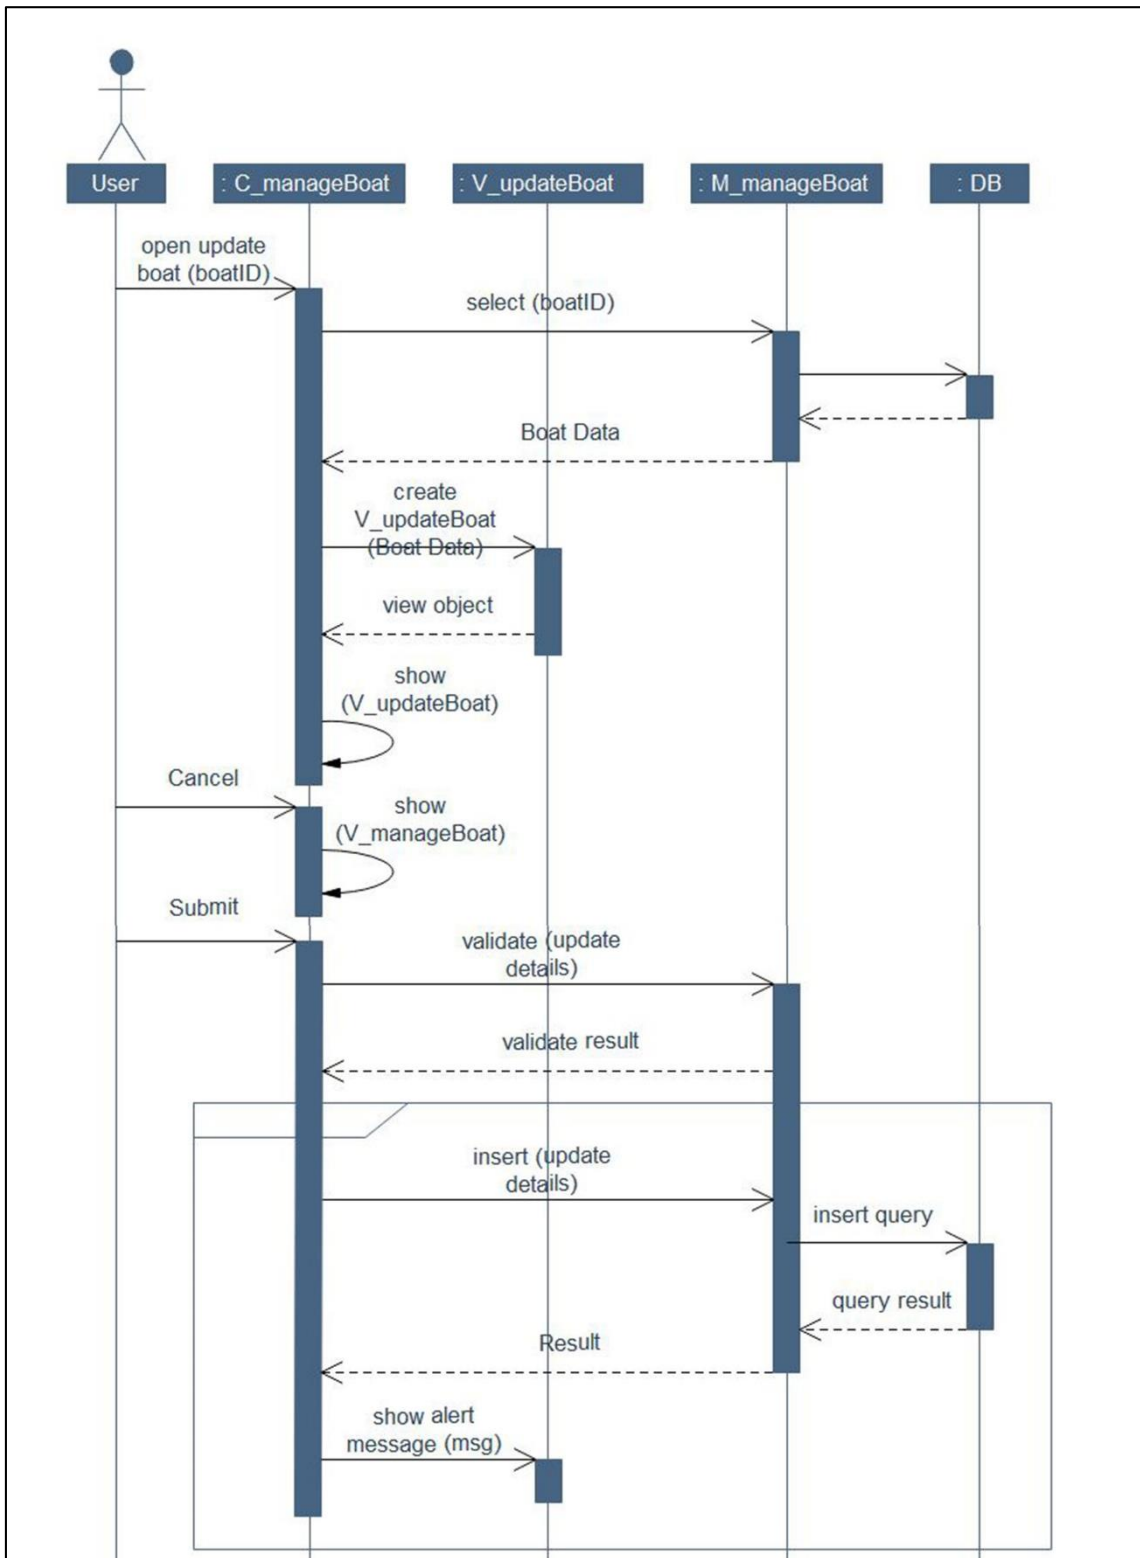 User
: C_manageBoat
: V_updateBoat
: M_manageBoat
: DB
open update
boat (boatID)
select (boatID)
Boat Data
create
V_updateBoat
(Boat Data)
view object
show
(V_updateBoat)
Cancel
show
(V_manageBoat)
Submit
validate (update
details)
validate result
insert (update
details)
insert query
query result
Result
show alert
message (msg)